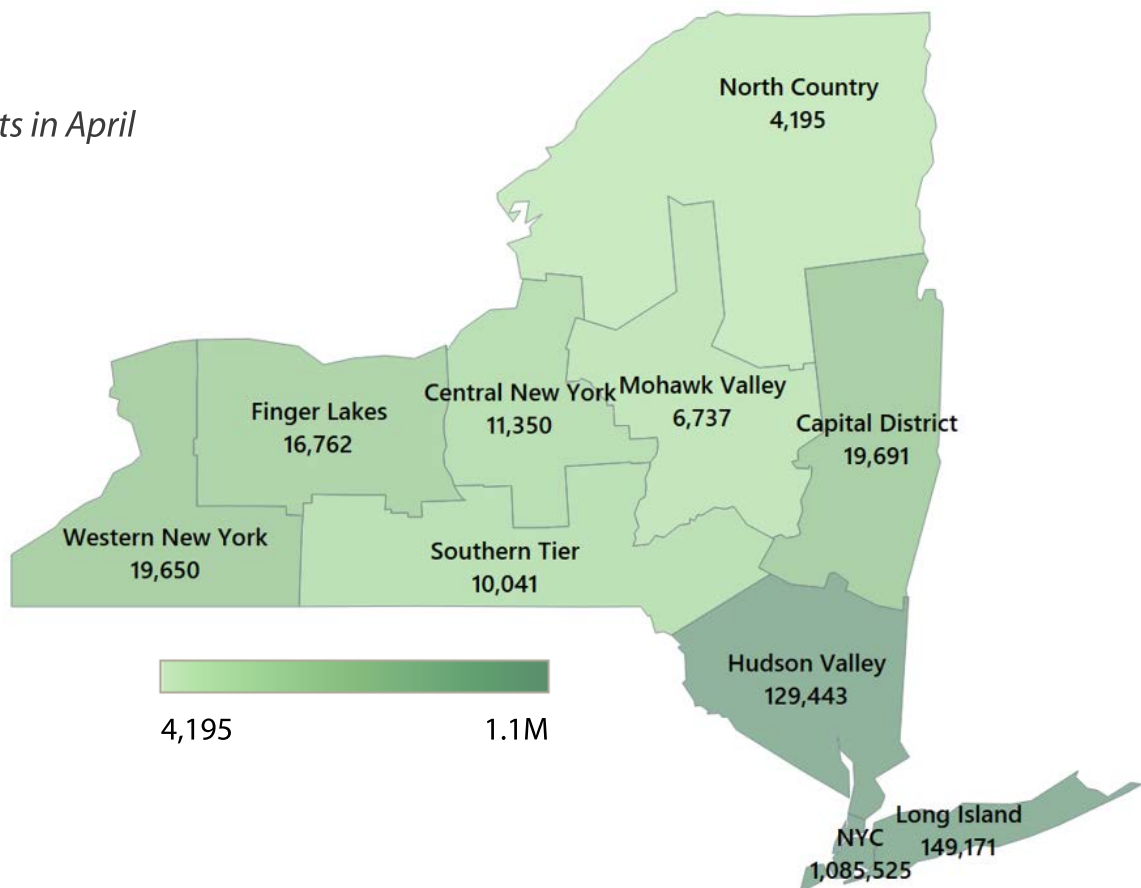 North Country
4,195
in April
Central New York
11,350
Mohawk Valley
6,737
Finger Lakes
16,762
Capital District
19,691
Western New York
19,650
Southern Tier
10,041
Hudson Valley
129,443
4,195
1.1M
Long Island
149,171
NYC
1,085,525